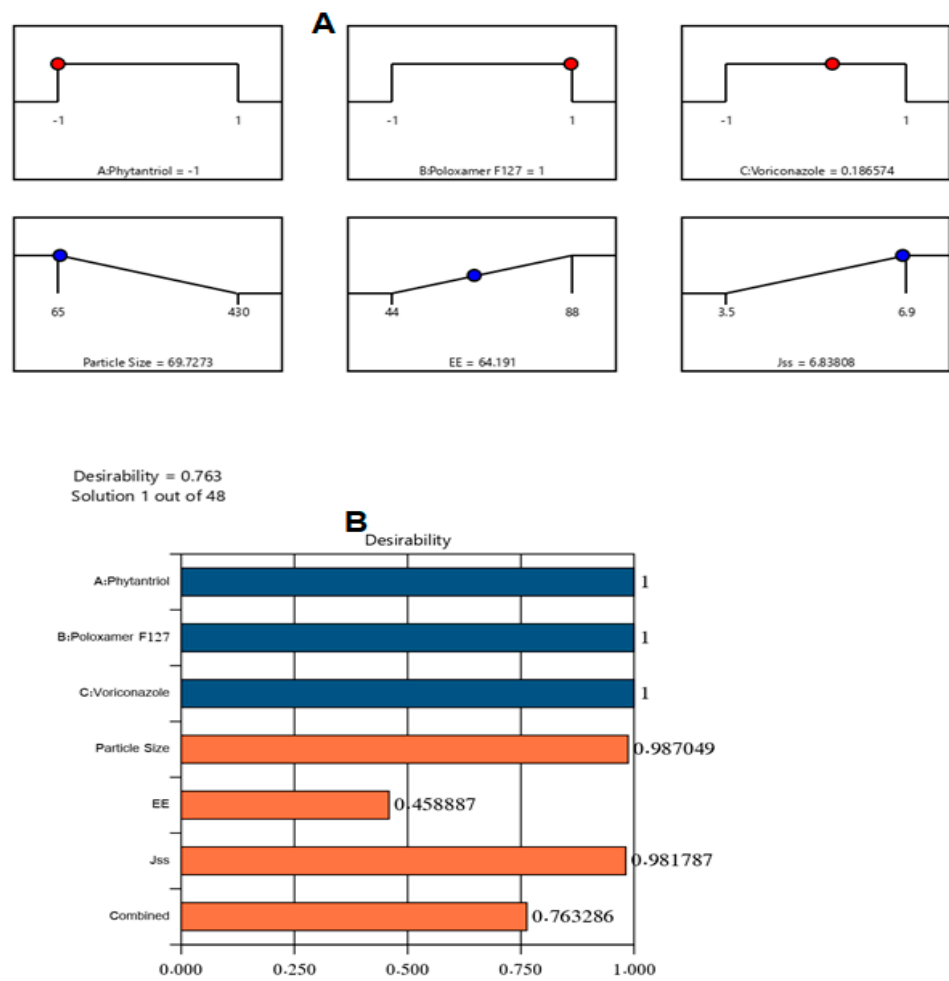 A
-1 1
A:Phytantriol = -1
-1 1
B:Poloxamer F127 = 1
-1 1
C:Voriconazole = 0.186574
65 430
Particle Size = 69.7273
44 88
EE = 64.191
3.5 6.9
Jss = 6.83808
Desirability = 0.763
Solution 1 out of 48
B
Desirability
A:Phytantriol 1
B:Poloxamer F127 1
C:Voriconazole 1
Particle Size 0.987049
EE 0.458887
Jss 0.981787
Combined 0.763286
0.000 0.250 0.500 0.750 1.000